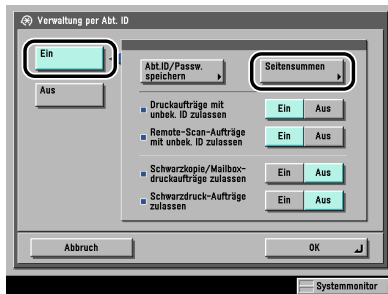 Verwaltung per Abt. ID
Ein
Aus
Abt.ID/Passw.
speichern
Seitensummen
Druckaufträge mit
unbek. ID zulassen
Ein Aus
Remote-Scan-Aufträge
mit unbek. ID zulassen
Ein Aus
Schwarzkopie/Mailbox-
druckaufträge zulassen
Ein Aus
Schwarzdruck-Aufträge
zulassen
Ein Aus
Abbruch
OK
Systemmonitor